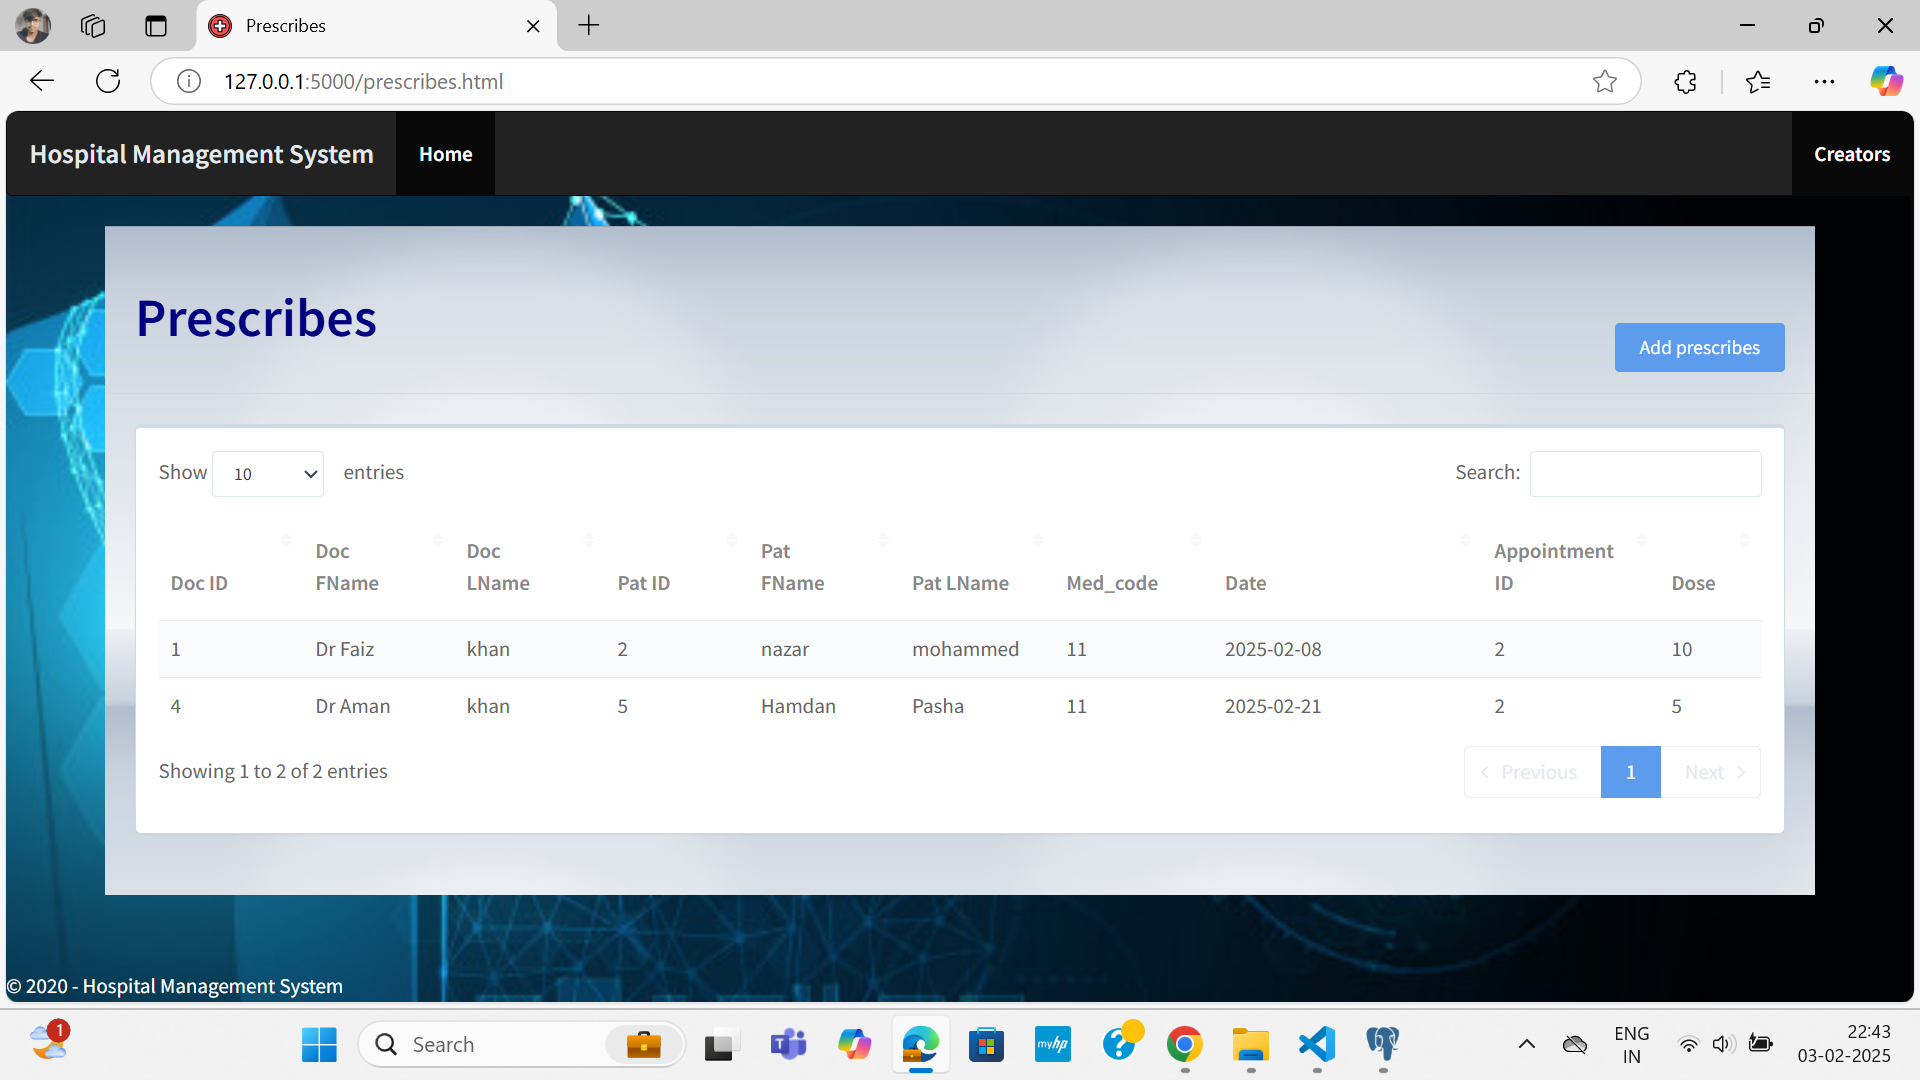 Prescribes
127.0.0.1:5000/prescribes.html
Hospital Management System Home Creators
Prescribes
Add prescribes
Show 10 entries Search:
Doc ID Doc FName Doc LName Pat ID Pat FName Pat LName Med_code Date Appointment ID Dose
1 Dr Faiz khan 2 nazar mohammed 11 2025-02-08 2 10
4 Dr Aman khan 5 Hamdan Pasha 11 2025-02-21 2 5
Showing 1 to 2 of 2 entries Previous 1 Next
© 2020 - Hospital Management System
1 Search T myhp ? ENG 22:43
IN 03-02-2025